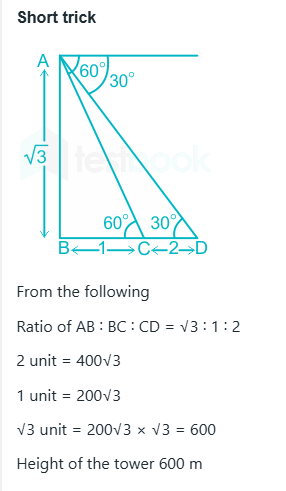 Short trick
A
60°
30°
√3
testbook
60° 30°
B←1→C←2→D
From the following
Ratio of AB : BC : CD = √3 : 1 : 2
2 unit = 400√3
1 unit = 200√3
√3 unit = 200√3 × √3 = 600
Height of the tower 600 m